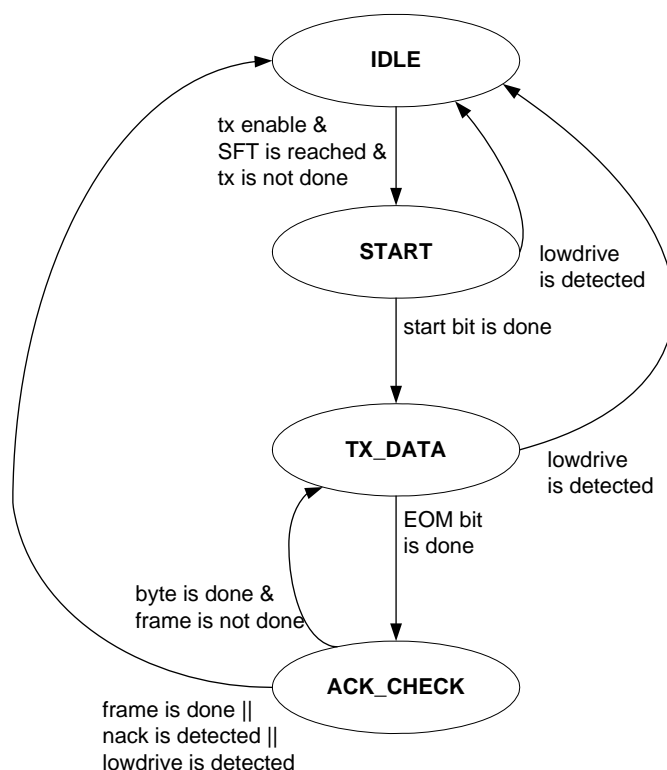 IDLE
tx enable &
SFT is reached &
tx is not done
START
lowdrive
is detected
start bit is done
TX_DATA
lowdrive
is detected
EOM bit
is done
byte is done &
frame is not done
ACK_CHECK
frame is done ||
nack is detected ||
lowdrive is detected